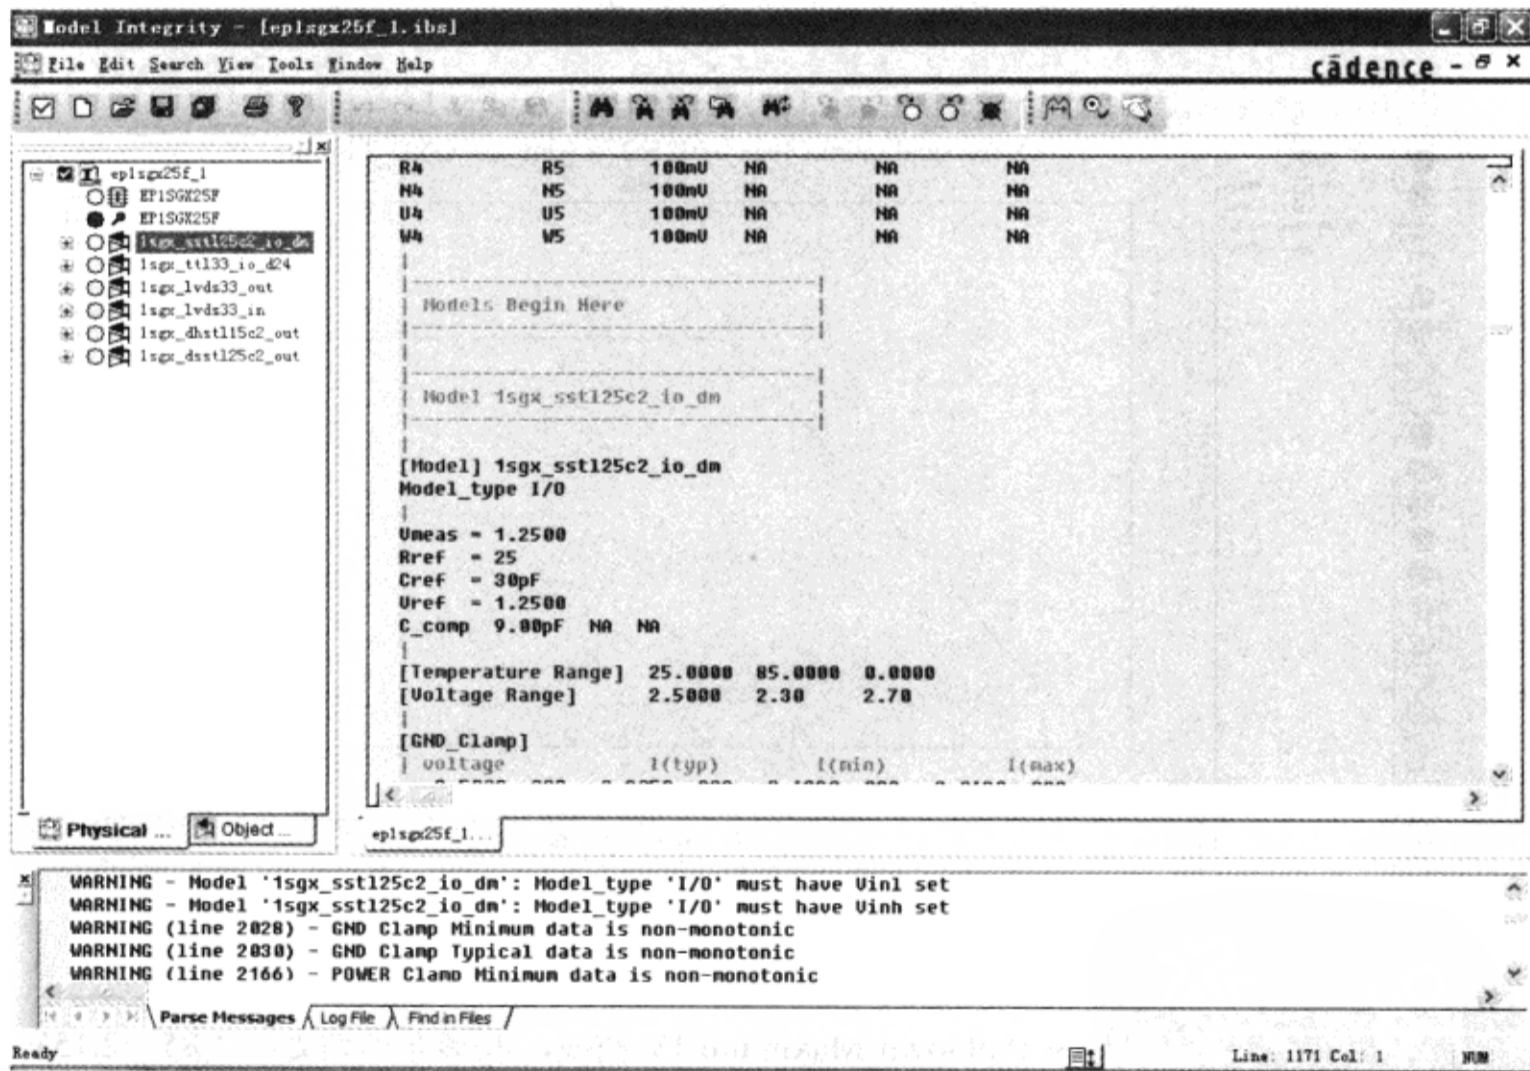 Model Integrity - [ep1sgx25f_1.ibs]
File Edit Search View Tools Window Help
cādence
ep1sgx25f_1
EP1SGX25F
EP1SGX25F
1sgx_sstl25c2_io_dm
1sgx_ttl33_io_d24
1sgx_lvds33_out
1sgx_lvds33_in
1sgx_dhstl15c2_out
1sgx_dsstl25c2_out
Physical ...
Object ...
R4 R5 100mV NA NA NA
N4 N5 100mV NA NA NA
U4 U5 100mV NA NA NA
W4 W5 100mV NA NA NA
|
|--------------------------------------------------|
| Models Begin Here
|--------------------------------------------------|
|
|--------------------------------------------------|
| Model 1sgx_sstl25c2_io_dm |
|--------------------------------------------------|
|
[Model] 1sgx_sstl25c2_io_dm
Model_type I/O
|
Vmeas = 1.2500
Rref = 25
Cref = 30pF
Vref = 1.2500
C_comp 9.00pF NA NA
|
[Temperature Range] 25.0000 85.0000 0.0000
[Voltage Range] 2.5000 2.30 2.70
|
[GND_Clamp]
| voltage I(typ) I(min) I(max)
ep1sgx25f_1...
WARNING - Model '1sgx_sstl25c2_io_dm': Model_type 'I/O' must have Vinl set
WARNING - Model '1sgx_sstl25c2_io_dm': Model_type 'I/O' must have Vinh set
WARNING (line 2028) - GND Clamp Minimum data is non-monotonic
WARNING (line 2030) - GND Clamp Typical data is non-monotonic
WARNING (line 2166) - POWER Clamp Minimum data is non-monotonic
Parse Messages Log File Find in Files
Ready Line: 1171 Col: 1 NUM